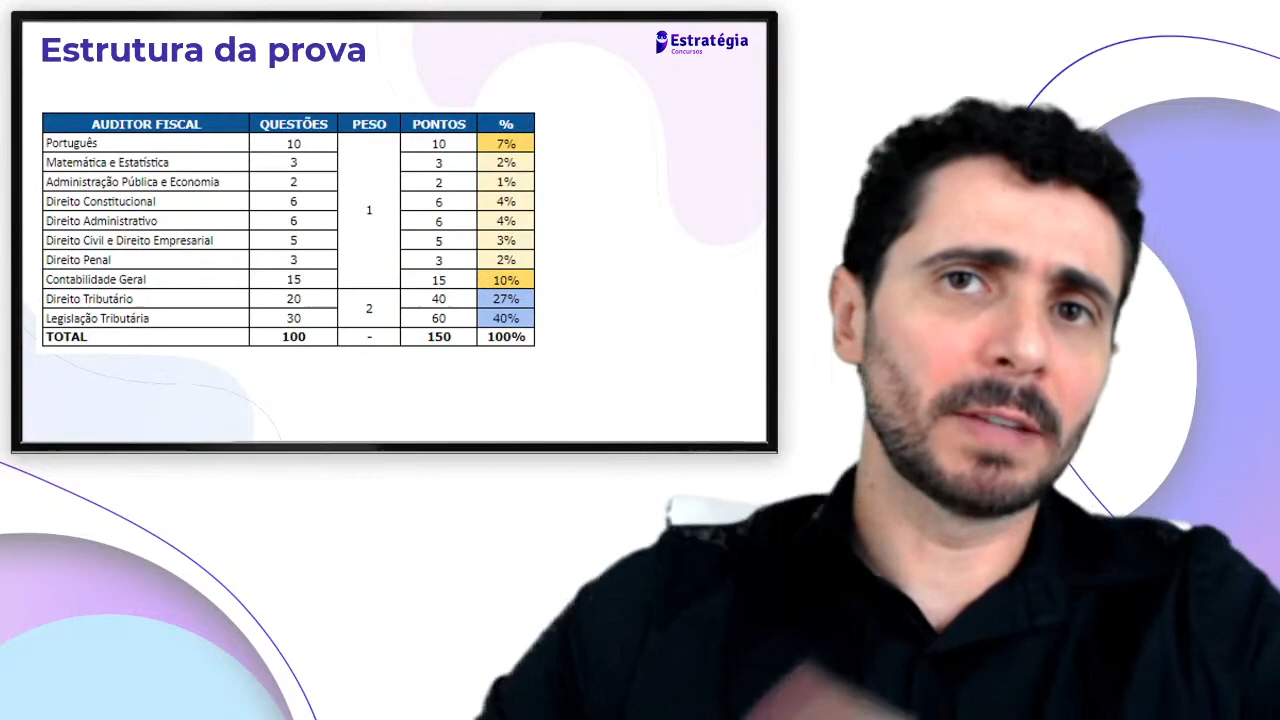 Estrutura da prova
Estratégia
Concursos
AUDITOR FISCAL QUESTÕES PESO PONTOS %
Português 10 10 7%
Matemática e Estatística 3 3 2%
Administração Pública e Economia 2 2 1%
Direito Constitucional 6 6 4%
Direito Administrativo 6 1 6 4%
Direito Civil e Direito Empresarial 5 5 3%
Direito Penal 3 3 2%
Contabilidade Geral 15 15 10%
Direito Tributário 20 2 40 27%
Legislação Tributária 30 60 40%
TOTAL 100 - 150 100%